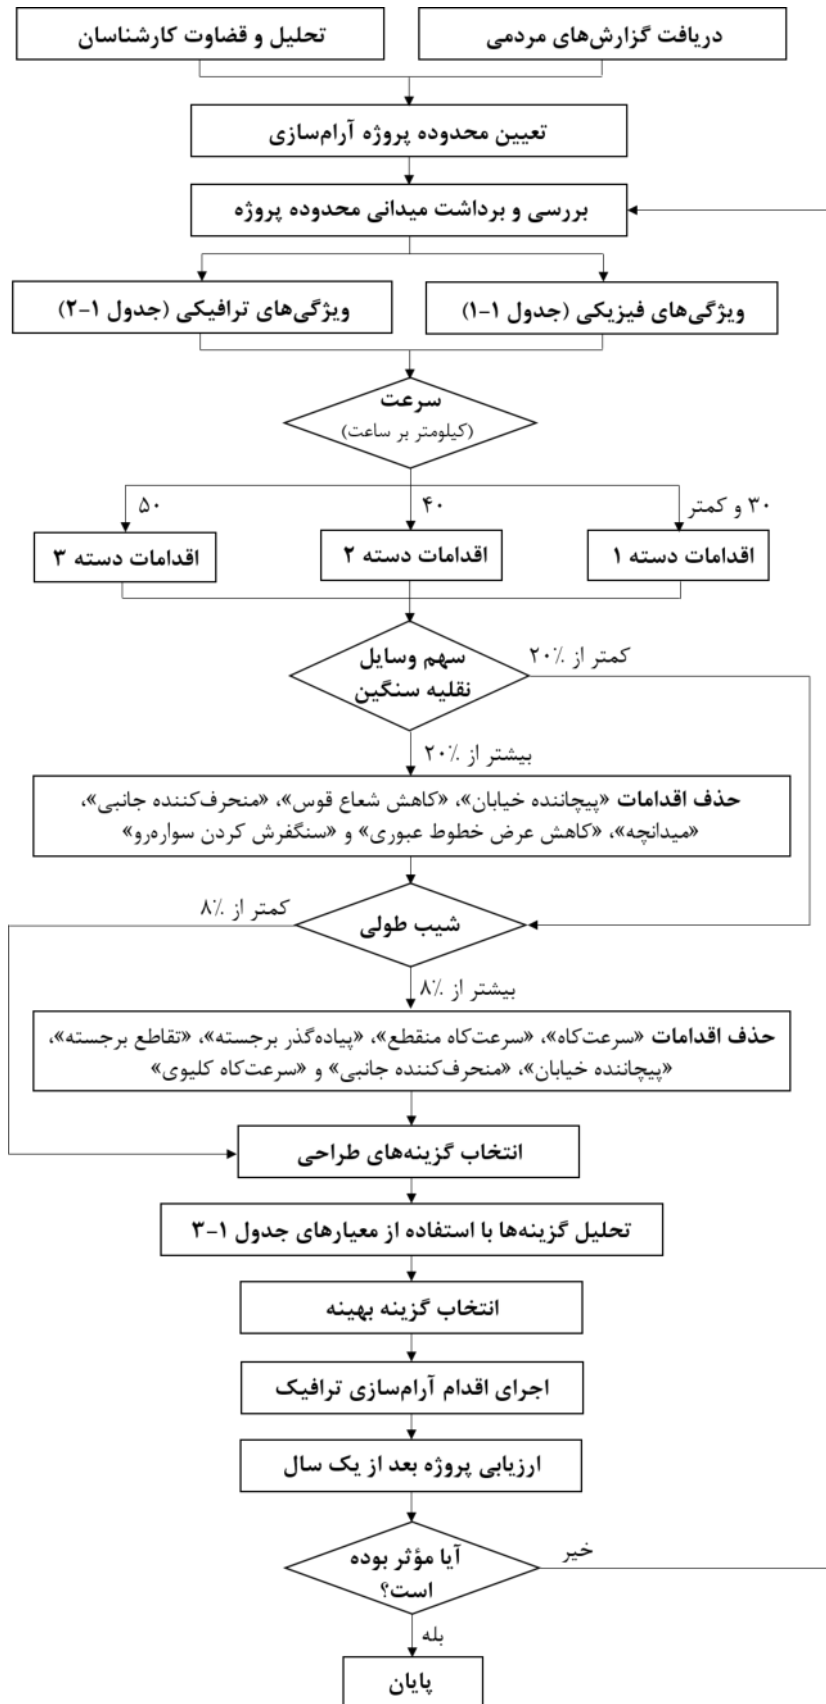 دریافت گزارش‌های مردمی
تحلیل و قضاوت کارشناسان
تعیین محدوده پروژه آرام‌سازی
بررسی و برداشت میدانی محدوده پروژه
ویژگی‌های فیزیکی (جدول ۱-۱)
ویژگی‌های ترافیکی (جدول ۱-۲)
سرعت
(کیلومتر بر ساعت)
۳۰ و کمتر
۴۰
۵۰
اقدامات دسته ۱
اقدامات دسته ۲
اقدامات دسته ۳
سهم وسایل
نقلیه سنگین
کمتر از ۲۰٪
بیشتر از ۲۰٪
حذف اقدامات «پیچاننده خیابان»، «کاهش شعاع قوس»، «منحرف‌کننده جانبی»،
«میدانچه»، «کاهش عرض خطوط عبوری» و «سنگفرش کردن سواره‌رو»
شیب طولی
کمتر از ۸٪
بیشتر از ۸٪
حذف اقدامات «سرعت‌کاه»، «سرعت‌کاه منقطع»، «پیاده‌گذر برجسته»، «تقاطع برجسته»،
«پیچاننده خیابان»، «منحرف‌کننده جانبی» و «سرعت‌کاه کلیوی»
انتخاب گزینه‌های طراحی
تحلیل گزینه‌ها با استفاده از معیارهای جدول ۱-۳
انتخاب گزینه بهینه
اجرای اقدام آرام‌سازی ترافیک
ارزیابی پروژه بعد از یک سال
آیا مؤثر بوده
است؟
خیر
بله
پایان